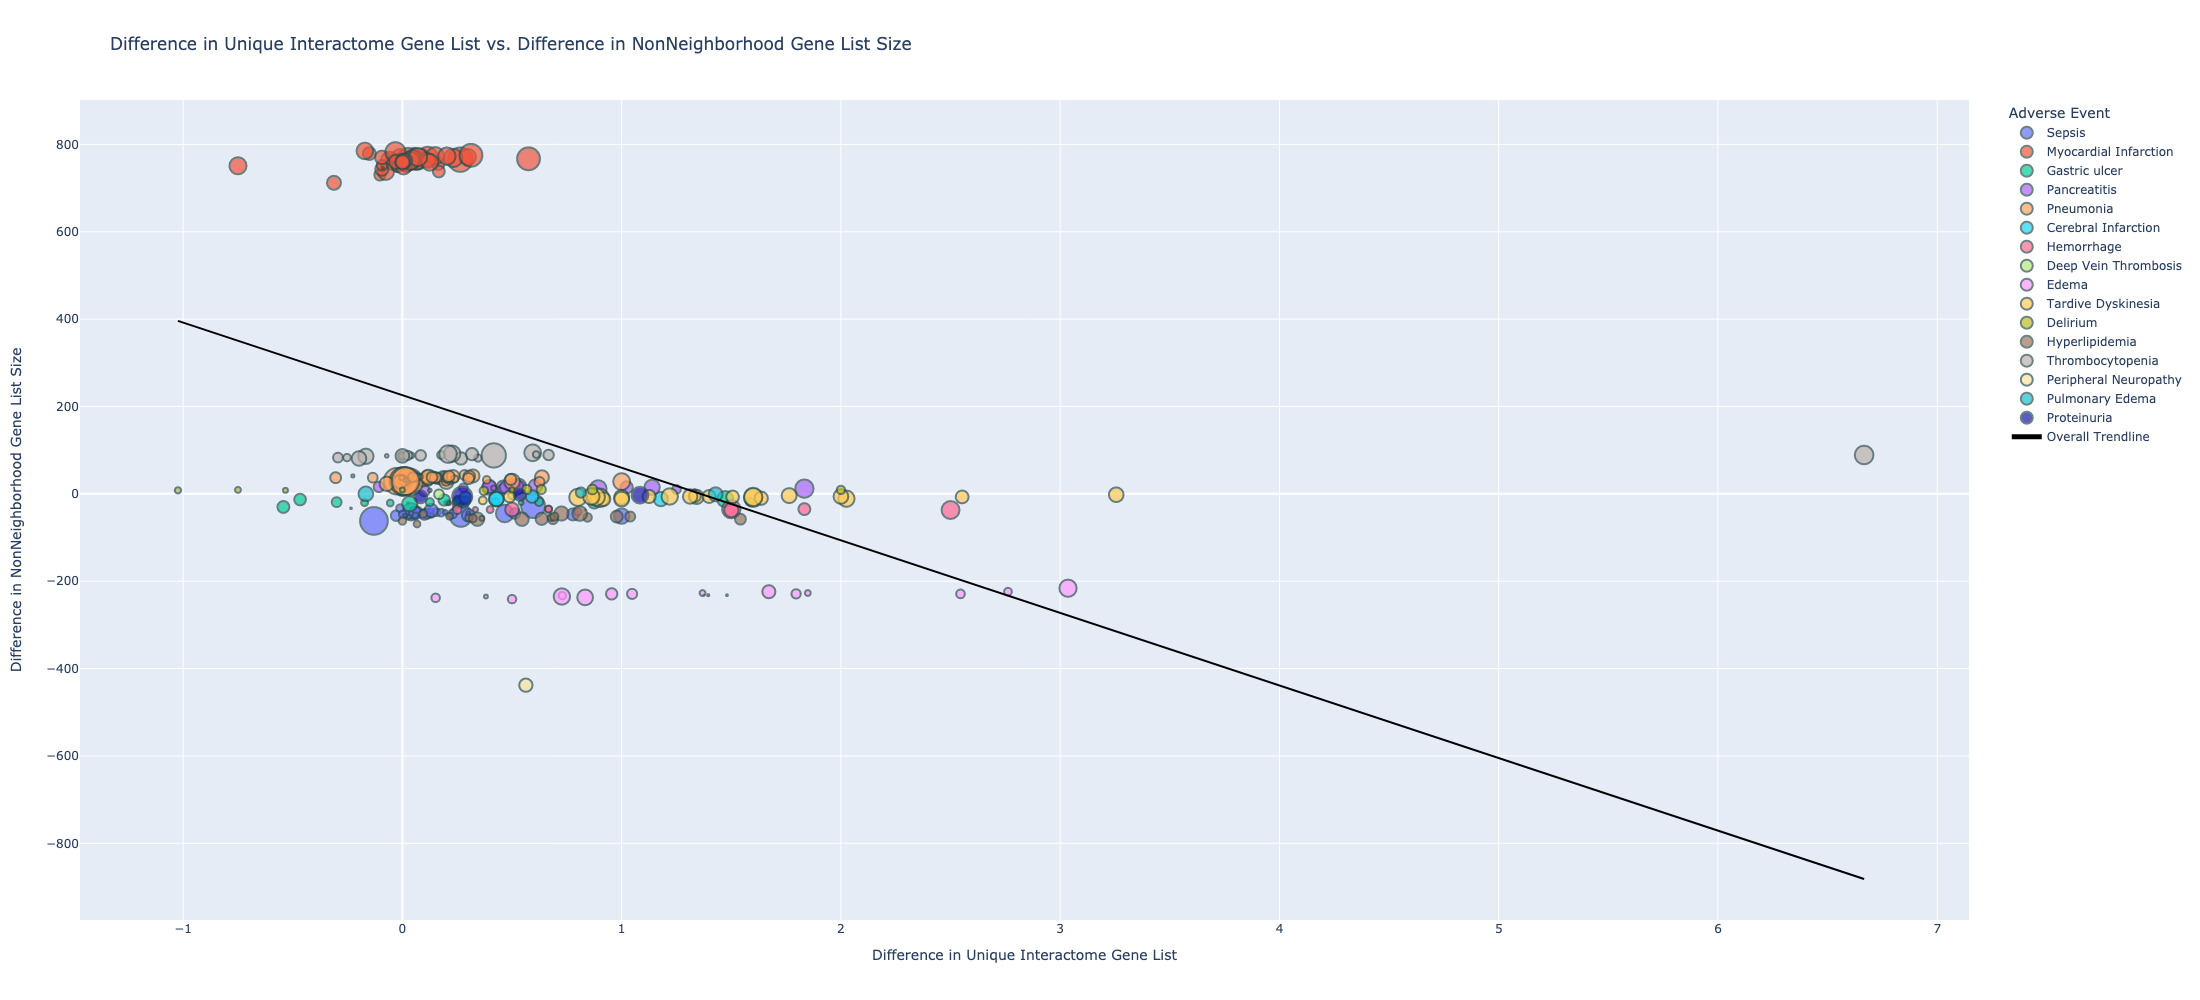 Difference in Unique Interactome Gene List vs. Difference in NonNeighborhood Gene List Size
Adverse Event
Sepsis
Myocardial Infarction
Gastric ulcer
Pancreatitis
Pneumonia
Cerebral Infarction
Hemorrhage
Deep Vein Thrombosis
Edema
Tardive Dyskinesia
Delirium
Hyperlipidemia
Thrombocytopenia
Peripheral Neuropathy
Pulmonary Edema
Proteinuria
Overall Trendline
Difference in NonNeighborhood Gene List Size
800
600
400
200
0
−200
−400
−600
−800
−1
0
1
2
3
4
5
6
7
Difference in Unique Interactome Gene List